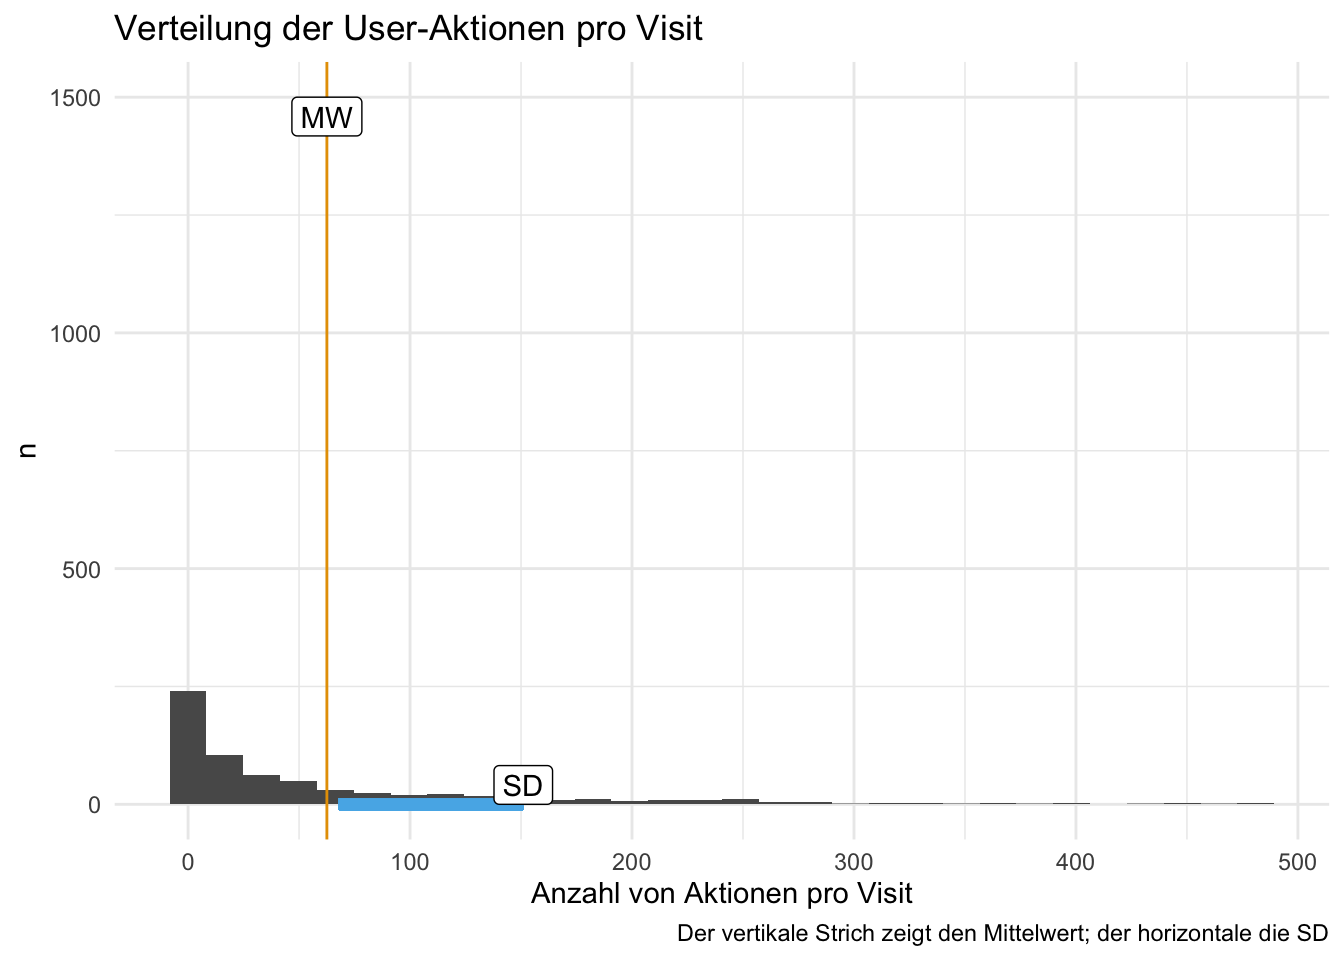 Verteilung der User-Aktionen pro Visit
1500
MW
1000
n
500
SD
0
0 100 200 300 400 500
Anzahl von Aktionen pro Visit
Der vertikale Strich zeigt den Mittelwert; der horizontale die SD